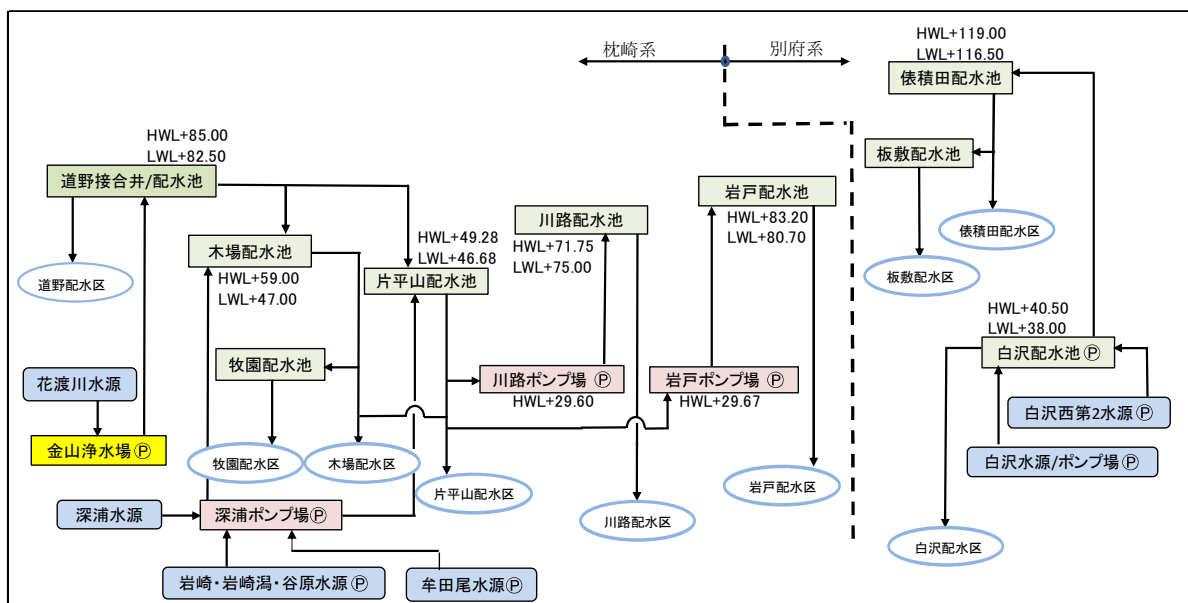 枕崎系
別府系
HWL+119.00
LWL+116.50
俵積田配水池
HWL+85.00
LWL+82.50
道野接合井/配水池
板敷配水池
岩戸配水池
HWL+83.20
LWL+80.70
川路配水池
HWL+71.75
LWL+75.00
木場配水池
HWL+59.00
LWL+47.00
HWL+49.28
LWL+46.68
片平山配水池
俵積田配水区
板敷配水区
道野配水区
HWL+40.50
LWL+38.00
白沢配水池Ⓟ
牧園配水池
川路ポンプ場 Ⓟ
HWL+29.60
岩戸ポンプ場 Ⓟ
HWL+29.67
花渡川水源
白沢西第2水源Ⓟ
金山浄水場Ⓟ
牧園配水区
木場配水区
白沢水源/ポンプ場Ⓟ
片平山配水区
岩戸配水区
深浦水源
深浦ポンプ場Ⓟ
川路配水区
白沢配水区
岩崎・岩崎潟・谷原水源Ⓟ
牟田尾水源Ⓟ